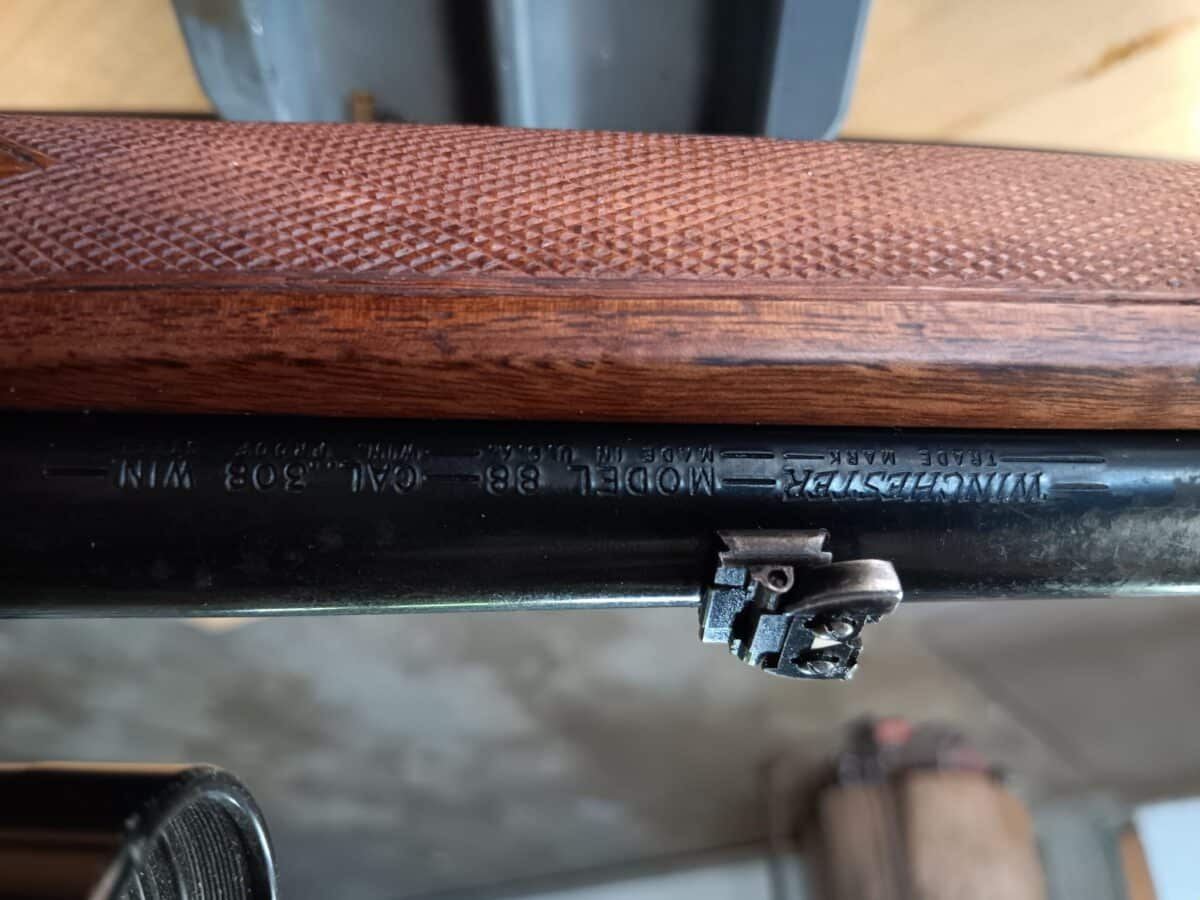 WINCHESTER MODEL 88 CAL. .308 WIN.
TRADE MARK MADE IN U.S.A. WIN. PROOF